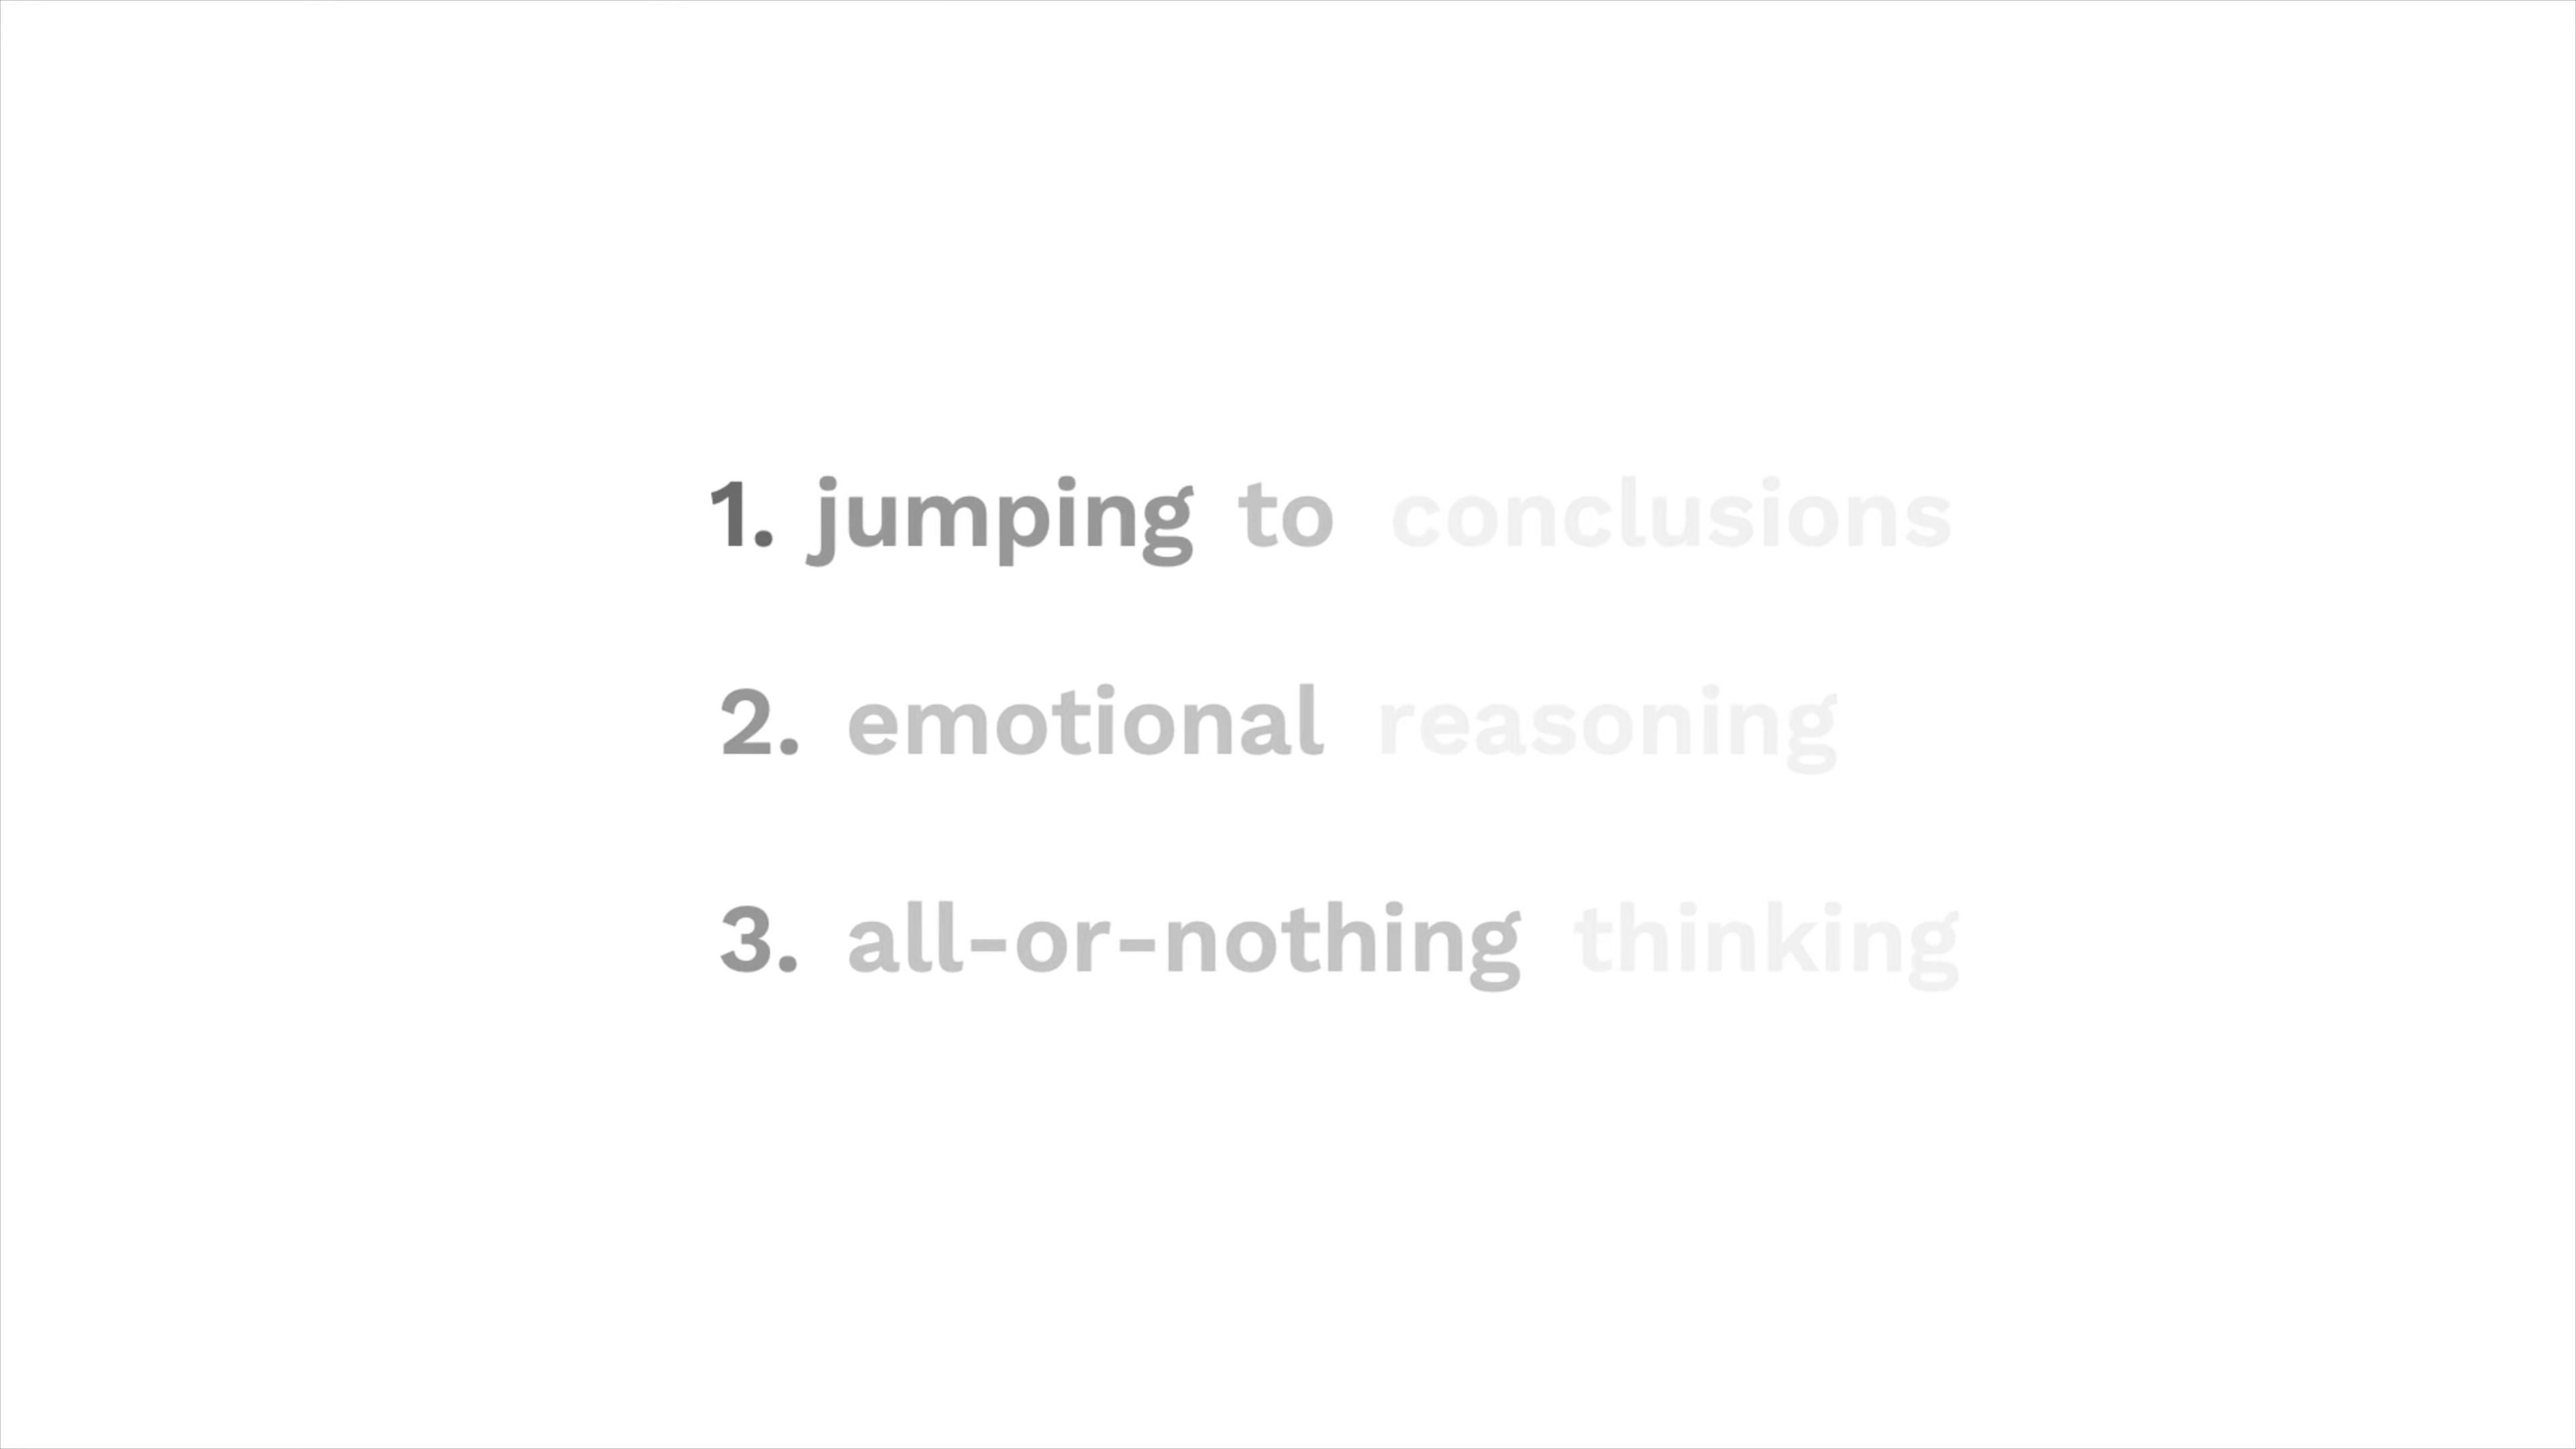 1. jumping to conclusions
2. emotional reasoning
3. all-or-nothing thinking